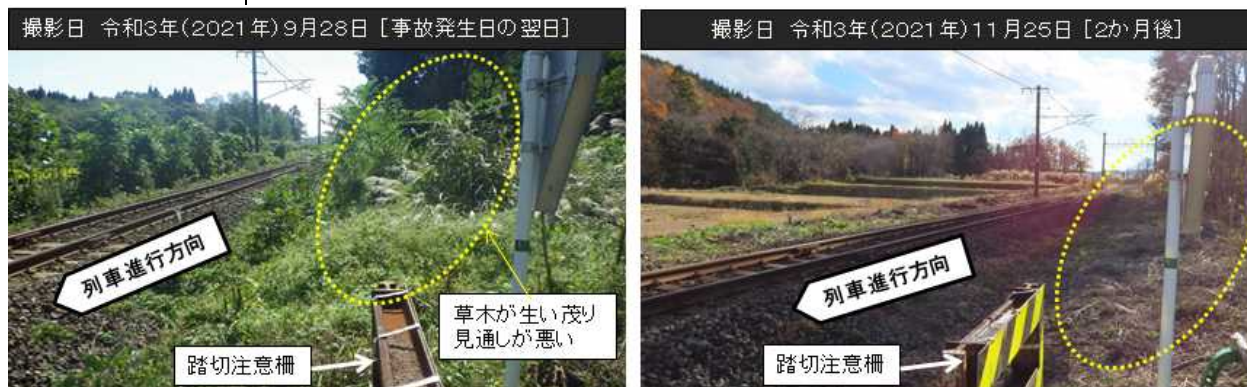 撮影日 令和3年(2021年)9月28日 [事故発生日の翌日]
列車進行方向
草木が生い茂り
見通しが悪い
踏切注意柵
撮影日 令和3年(2021年)11月25日 [2か月後]
列車進行方向
踏切注意柵